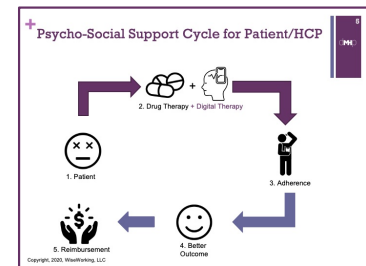 +
Psycho-Social Support Cycle for Patient/HCP
6
+
2. Drug Therapy + Digital Therapy
1. Patient
3. Adherence
$
5. Reimbursement
4. Better
Outcome
Copyright, 2020, WiseWorking, LLC